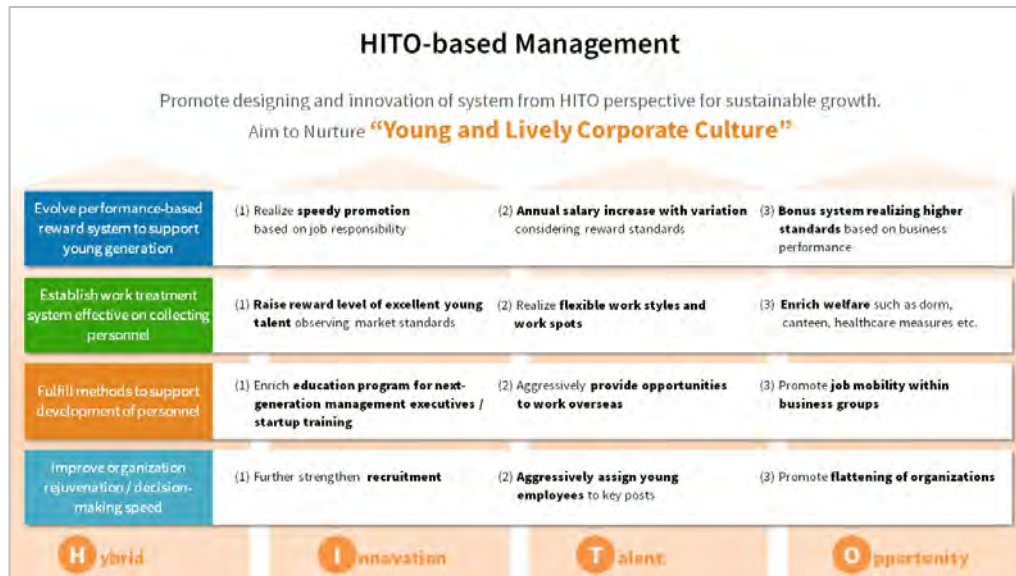 HITO-based Management
Promote designing and innovation of system from HITO perspective for sustainable growth.
Aim to Nurture “Young and Lively Corporate Culture”
Evolve performance-based
reward system to support
young generation
(1) Realize speedy promotion
based on job responsibility
(2) Annual salary increase with variation
considering reward standards
(3) Bonus system realizing higher
standards based on business
performance
Establish work treatment
system effective on collecting
personnel
(1) Raise reward level of excellent young
talent observing market standards
(2) Realize flexible work styles and
work spots
(3) Enrich welfare such as dorm,
canteen, healthcare measures etc.
Fulfill methods to support
development of personnel
(1) Enrich education program for next-
generation management executives /
startup training
(2) Aggressively provide opportunities
to work overseas
(3) Promote job mobility within
business groups
Improve organization
rejuvenation / decision-
making speed
(1) Further strengthen recruitment
(2) Aggressively assign young
employees to key posts
(3) Promote flattening of organizations
Hybrid
Innovation
Talent
Opportunity